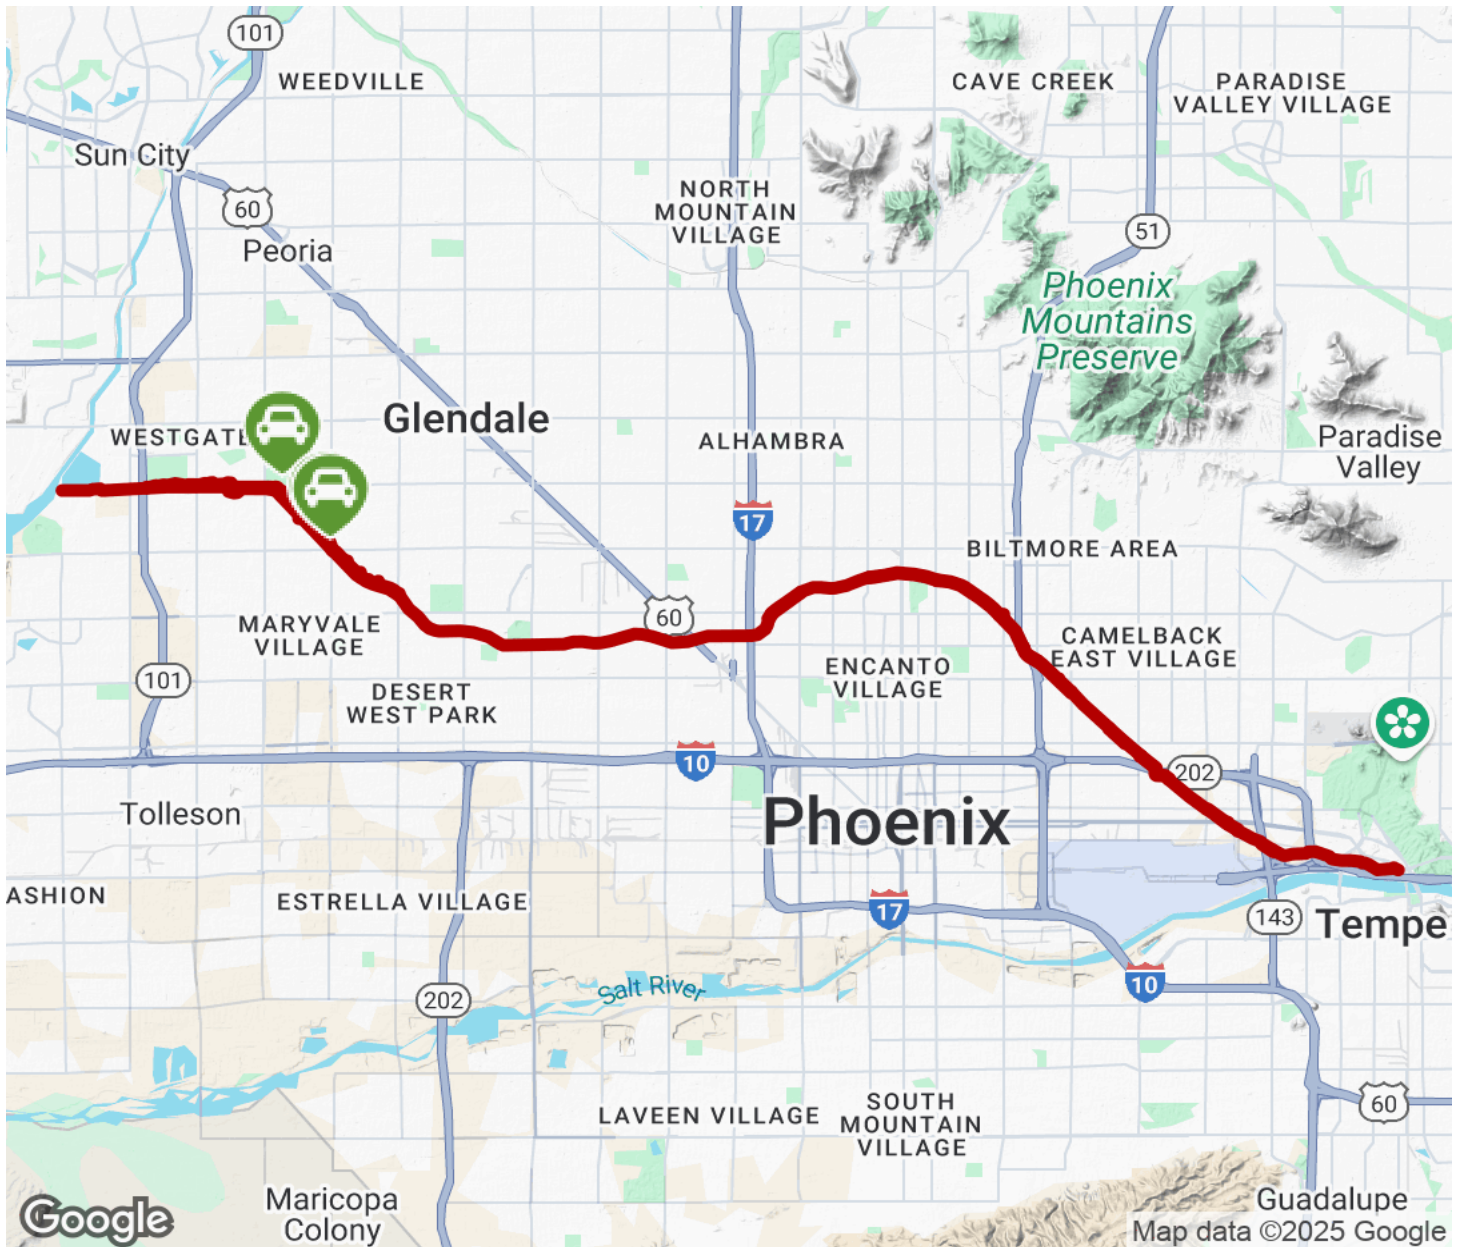 101
WEEDVILLE
CAVE CREEK
PARADISE
VALLEY VILLAGE
Sun City
60
Peoria
NORTH
MOUNTAIN
VILLAGE
51
Phoenix
Mountains
Preserve
WESTGATE
Glendale
ALHAMBRA
Paradise
Valley
17
BILTMORE AREA
60
MARYVALE
VILLAGE
CAMELBACK
EAST VILLAGE
101
DESERT
WEST PARK
ENCANTO
VILLAGE
10
202
Tolleson
Phoenix
ASHION
ESTRELLA VILLAGE
17
143
Tempe
202
Salt River
10
LAVEEN VILLAGE
SOUTH
MOUNTAIN
VILLAGE
60
Maricopa
Colony
Guadalupe
Google
Map data ©2025 Google